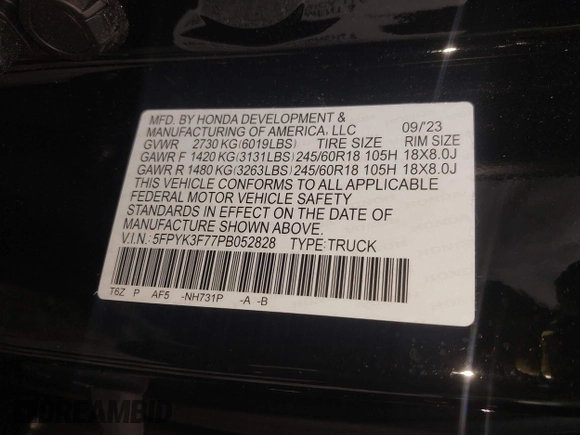 MFD. BY HONDA DEVELOPMENT &
MANUFACTURING OF AMERICA, LLC 09/'23
GVWR 2730 KG(6019LBS) TIRE SIZE RIM SIZE
GAWR F 1420 KG(3131LBS) 245/60R18 105H 18X8.0J
GAWR R 1480 KG(3263LBS) 245/60R18 105H 18X8.0J
THIS VEHICLE CONFORMS TO ALL APPLICABLE
FEDERAL MOTOR VEHICLE SAFETY
STANDARDS IN EFFECT ON THE DATE OF
MANUFACTURE SHOWN ABOVE.
V.I.N.: 5FPYK3F77PB052828 TYPE:TRUCK
T6Z P AF5 -NH731P -A -B